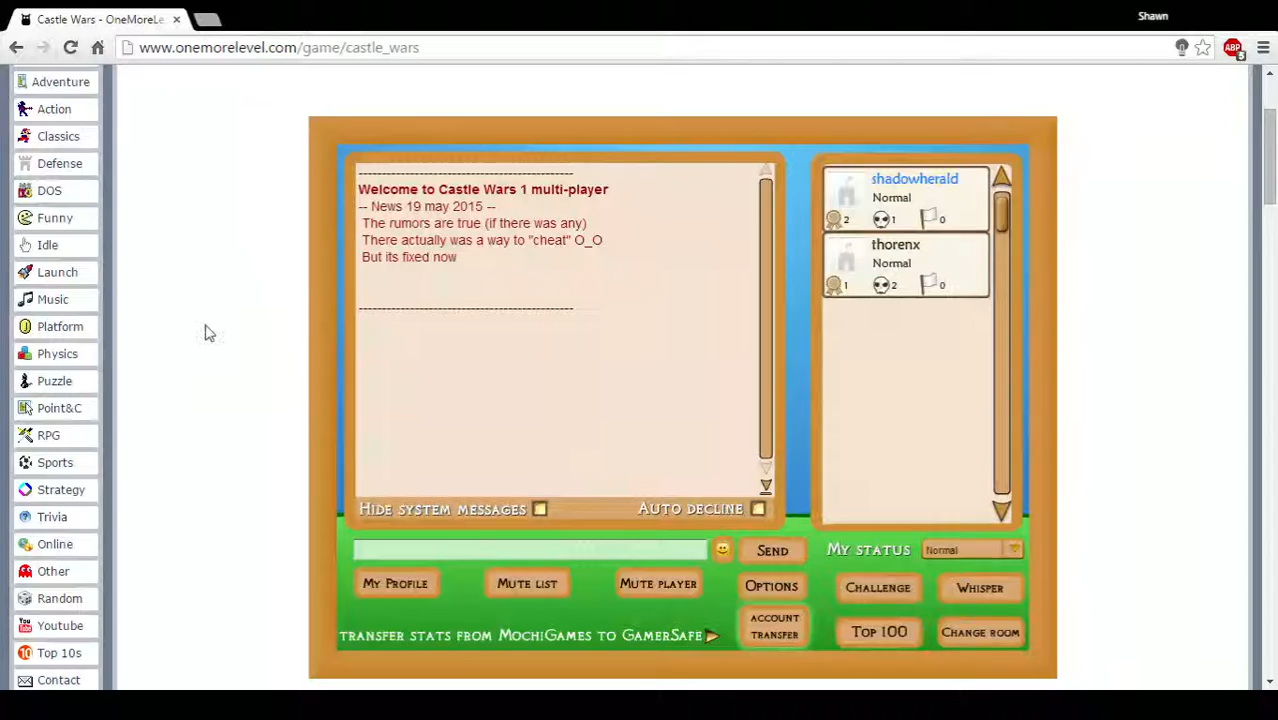 Castle Wars - OneMoreLe
Shawn
www.onemorelevel.com/game/castle_wars
ABP
Adventure
Action
Classics
Defense
DOS
Funny
Idle
Launch
Music
Platform
Physics
Puzzle
Point&C
RPG
Sports
Strategy
Trivia
Online
Other
Random
You Tube Youtube
10 Top 10s
Contact
------------------------------------------------------
Welcome to Castle Wars 1 multi-player
-- News 19 may 2015 --
The rumors are true (if there was any)
There actually was a way to "cheat" O_O
But its fixed now
------------------------------------------------------
HIDE SYSTEM MESSAGES
AUTO DECLINE
shadowherald
Normal
2 1 0
thorenx
Normal
1 2 0
SEND
MY STATUS
Normal
MY PROFILE
MUTE LIST
MUTE PLAYER
OPTIONS
CHALLENGE
WHISPER
TRANSFER STATS FROM MOCHIGAMES TO GAMERSAFE
ACCOUNT
TRANSFER
TOP 100
CHANGE ROOM